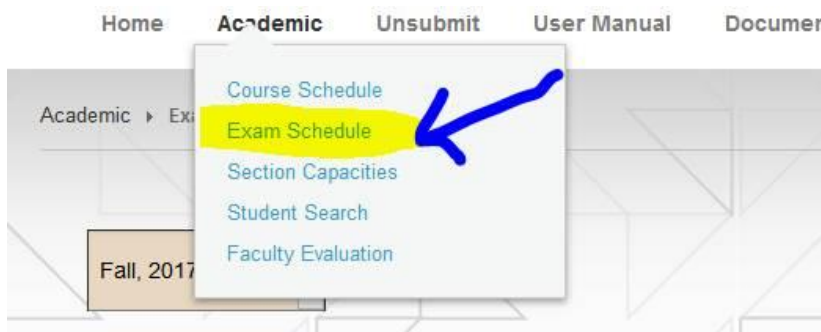 Home Academic Unsubmit User Manual
Course Schedule
Academic ▸
Exam Schedule
Section Capacities
Student Search
Fall, 2017
Faculty Evaluation